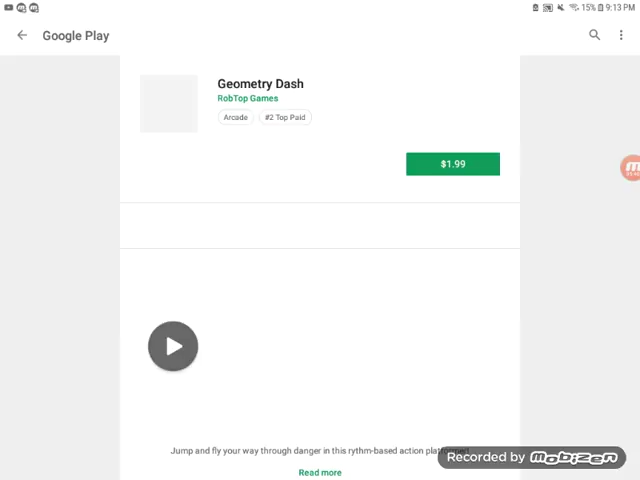 15% 9:13 PM
Google Play
Geometry Dash
RobTop Games
Arcade #2 Top Paid
$1.99
Jump and fly your way through danger in this rythm-based action platformer!
Read more
Recorded by mobizen